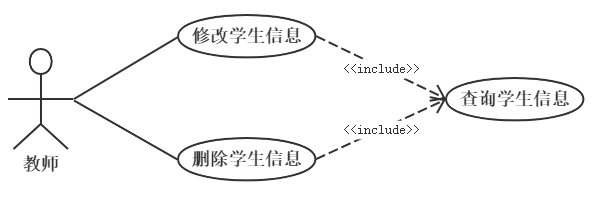 修改学生信息
<<include>>
查询学生信息
<<include>>
删除学生信息
教师